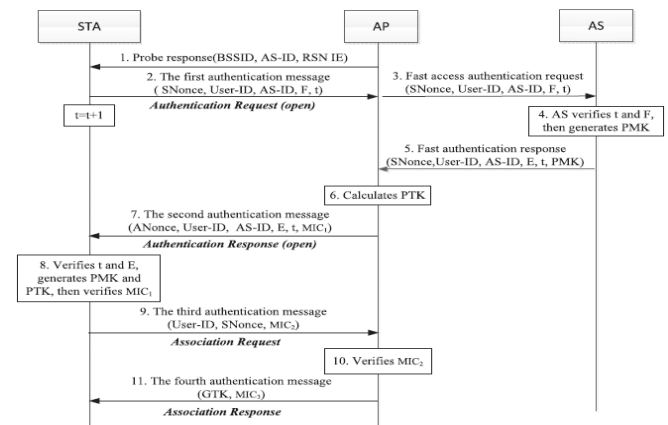 STA
AP
AS
1. Probe response(BSSID, AS-ID, RSN IE)
2. The first authentication message
( SNonce, User-ID, AS-ID, F, t)
Authentication Request (open)
3. Fast access authentication request
(SNonce, User-ID, AS-ID, F, t)
t=t+1
4. AS verifies t and F,
then generates PMK
5. Fast authentication response
(SNonce,User-ID, AS-ID, E, t, PMK)
6. Calculates PTK
7. The second authentication message
(ANonce, User-ID, AS-ID, E, t, MIC₁)
Authentication Response (open)
8. Verifies t and E,
generates PMK and
PTK, then verifies MIC₁
9. The third authentication message
(User-ID, SNonce, MIC₂)
Association Request
10. Verifies MIC₂
11. The fourth authentication message
(GTK, MIC₃)
Association Response